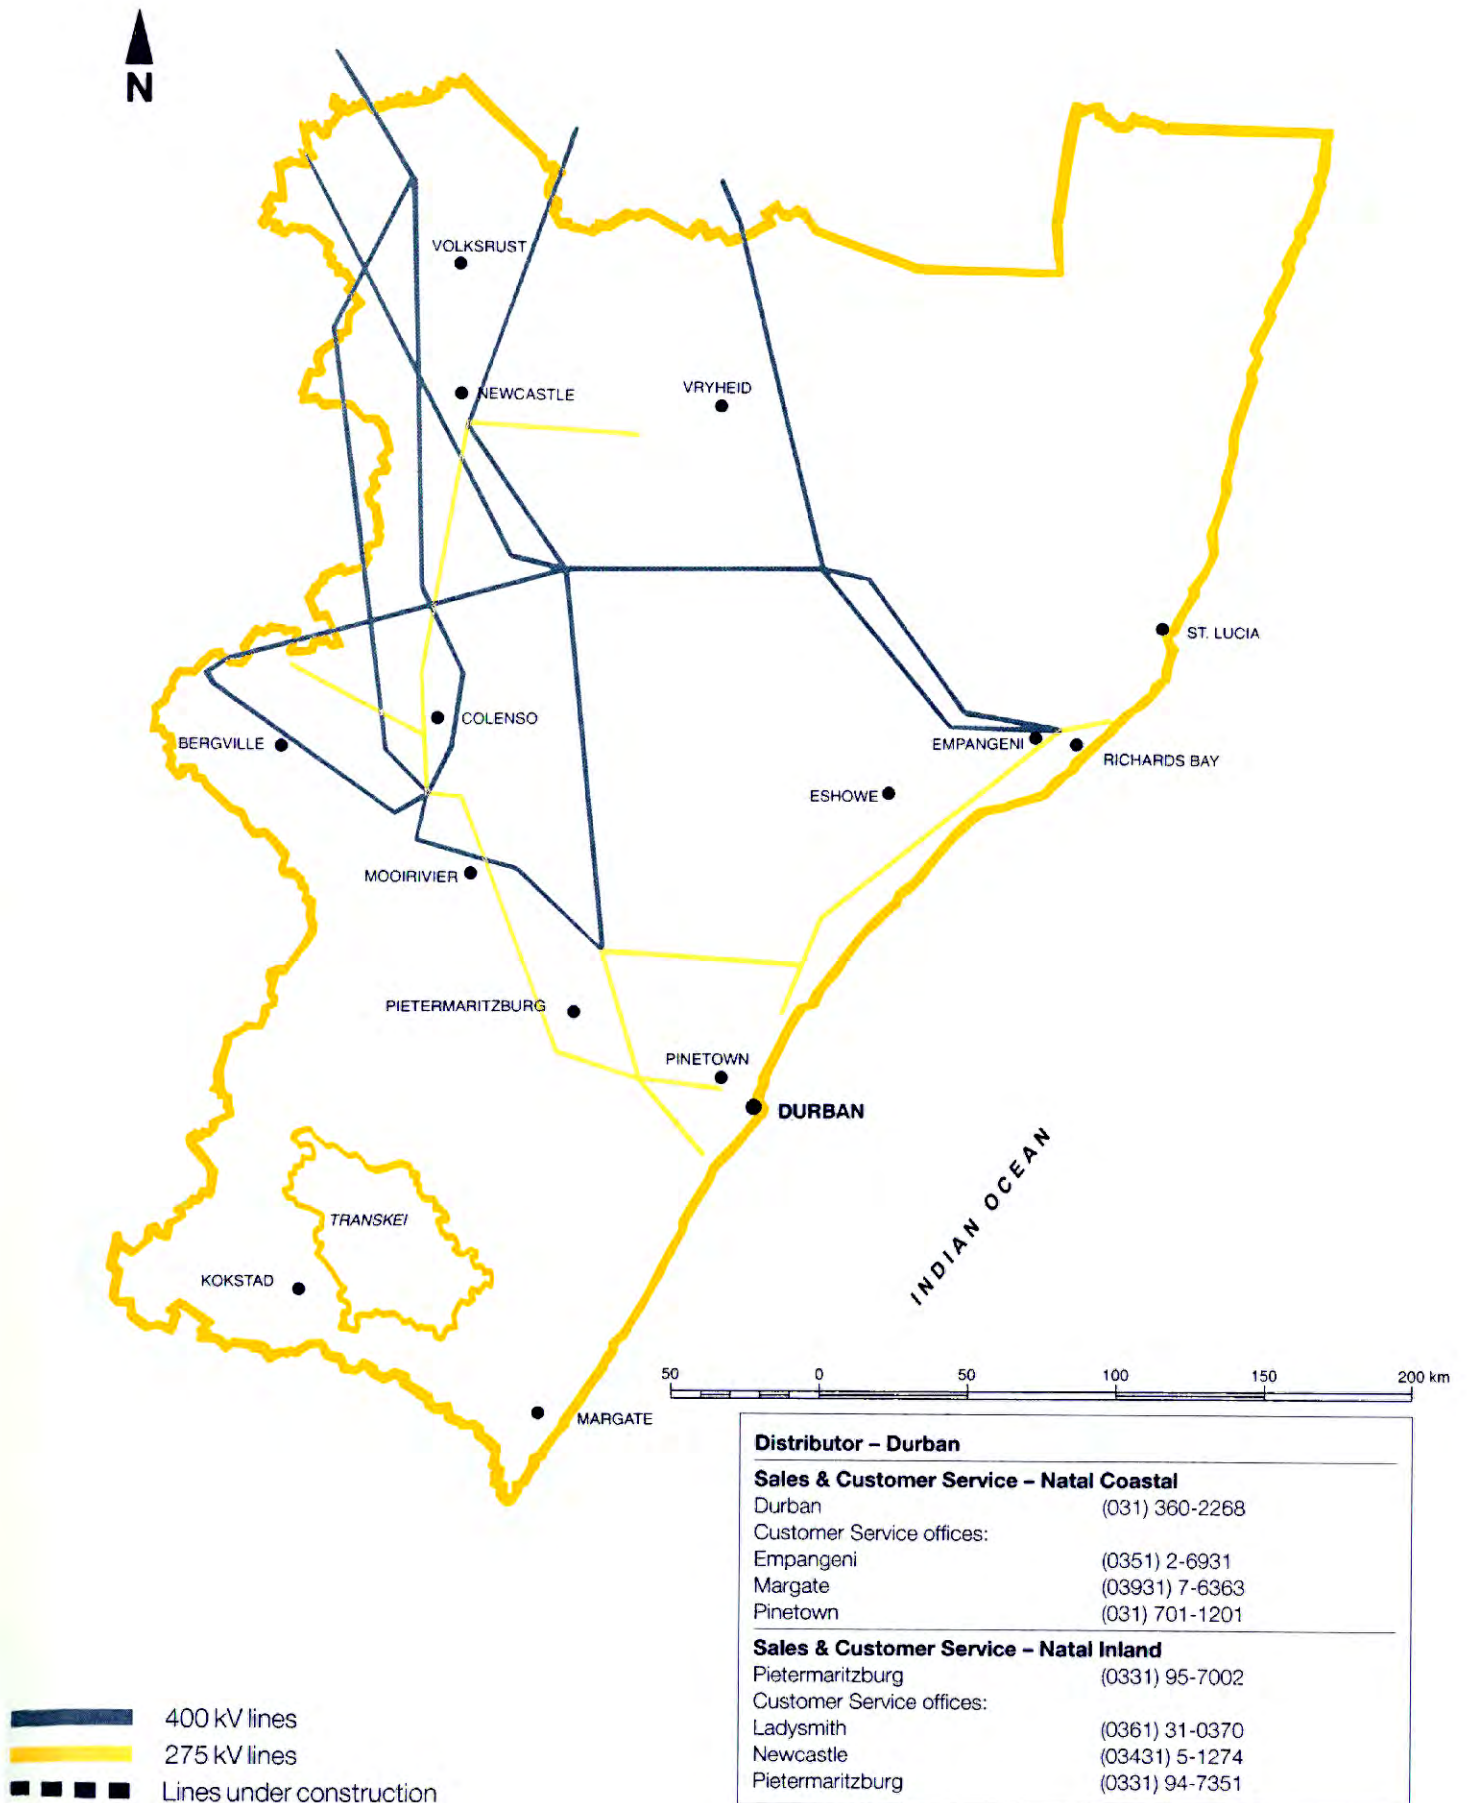 N
VOLKSRUST
NEWCASTLE
VRYHEID
ST. LUCIA
COLENSO
BERGVILLE
EMPANGENI
RICHARDS BAY
ESHOWE
MOOIRIVIER
PIETERMARITZBURG
PINETOWN
DURBAN
INDIAN OCEAN
TRANSKEI
KOKSTAD
MARGATE
50 0 50 100 150 200 km
Distributor – Durban
Sales & Customer Service – Natal Coastal
Durban (031) 360-2268
Customer Service offices:
Empangeni (0351) 2-6931
Margate (03931) 7-6363
Pinetown (031) 701-1201
Sales & Customer Service – Natal Inland
Pietermaritzburg (0331) 95-7002
Customer Service offices:
Ladysmith (0361) 31-0370
Newcastle (03431) 5-1274
Pietermaritzburg (0331) 94-7351
400 kV lines
275 kV lines
Lines under construction